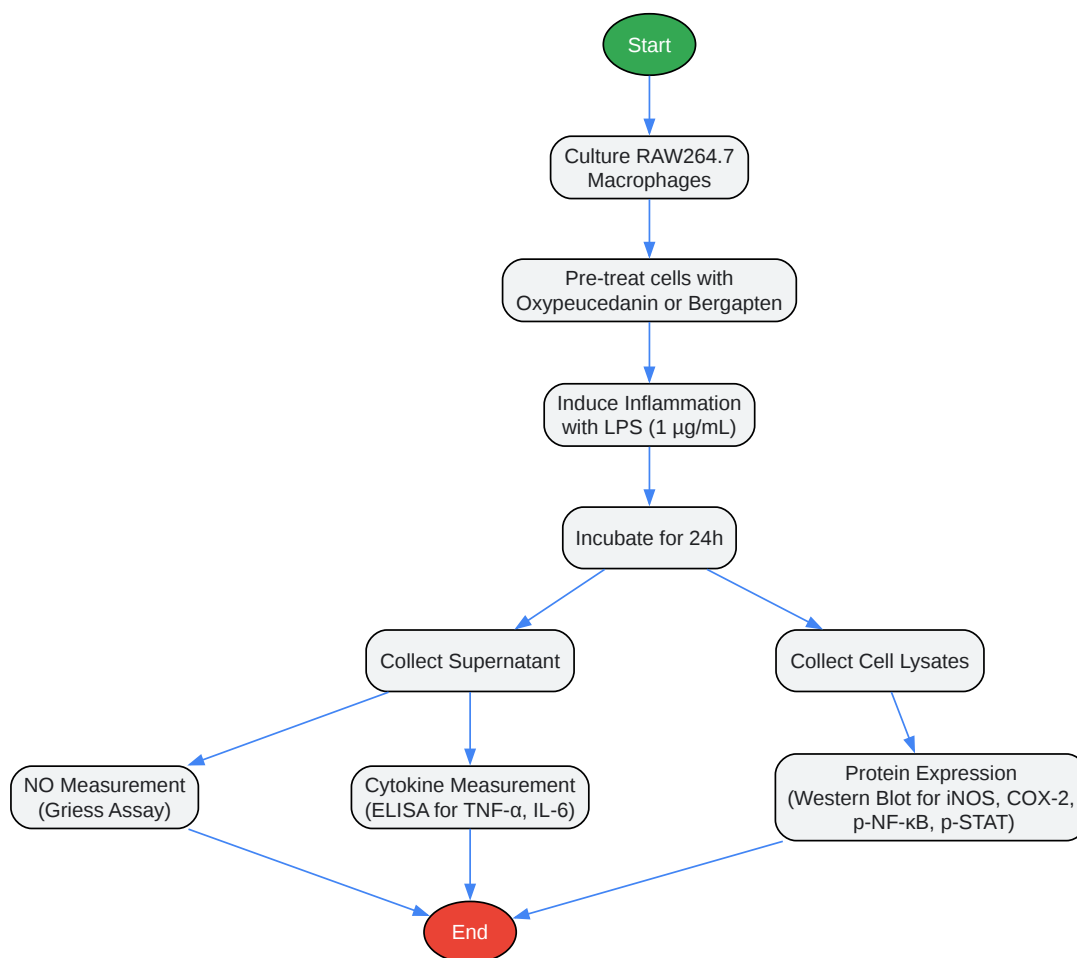 Start
Culture RAW264.7
Macrophages
Pre-treat cells with
Oxypeucedanin or Bergapten
Induce Inflammation
with LPS (1 µg/mL)
Incubate for 24h
Collect Supernatant
Collect Cell Lysates
NO Measurement
(Griess Assay)
Cytokine Measurement
(ELISA for TNF-α, IL-6)
Protein Expression
(Western Blot for iNOS, COX-2,
p-NF-κB, p-STAT)
End